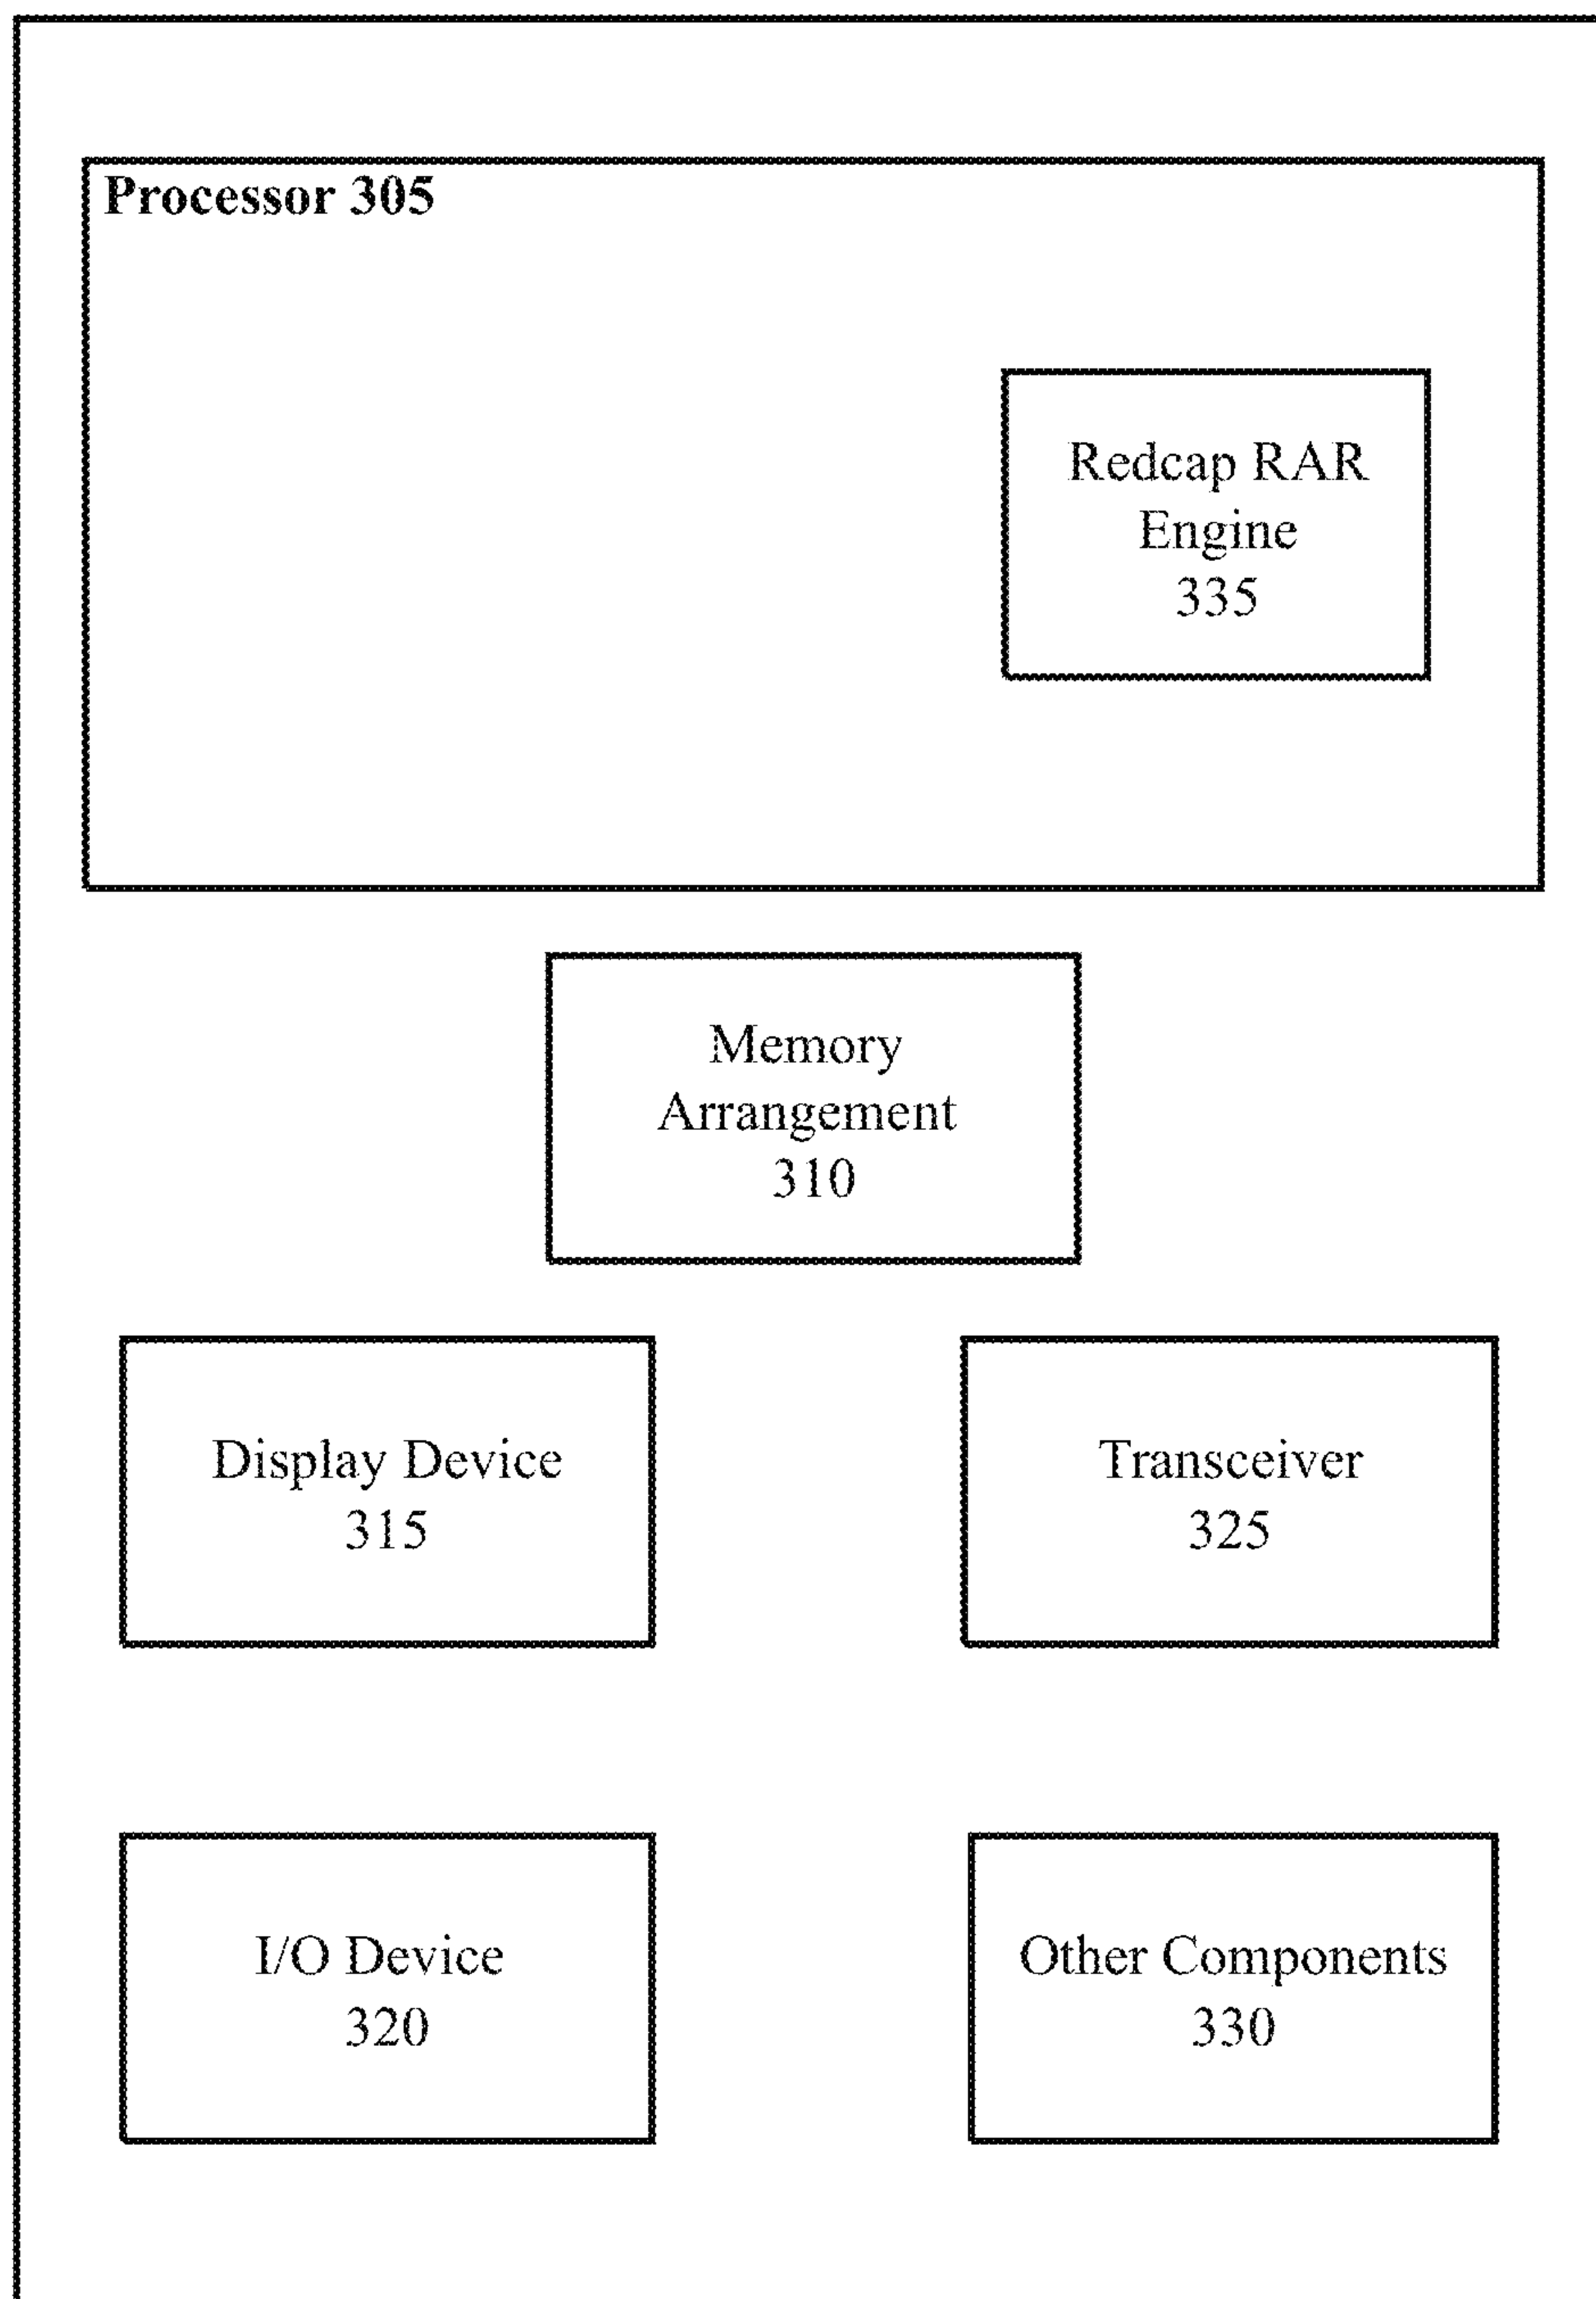 Processor 305
Redcap RAR
Engine
335
Memory
Arrangement
310
Display Device
315
Transceiver
325
I/O Device
320
Other Components
330